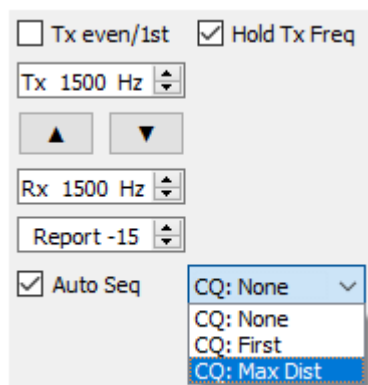 Tx even/1st Hold Tx Freq
Tx 1500 Hz
▲ ▼
Rx 1500 Hz
Report -15
Auto Seq CQ: None
CQ: None
CQ: First
CQ: Max Dist